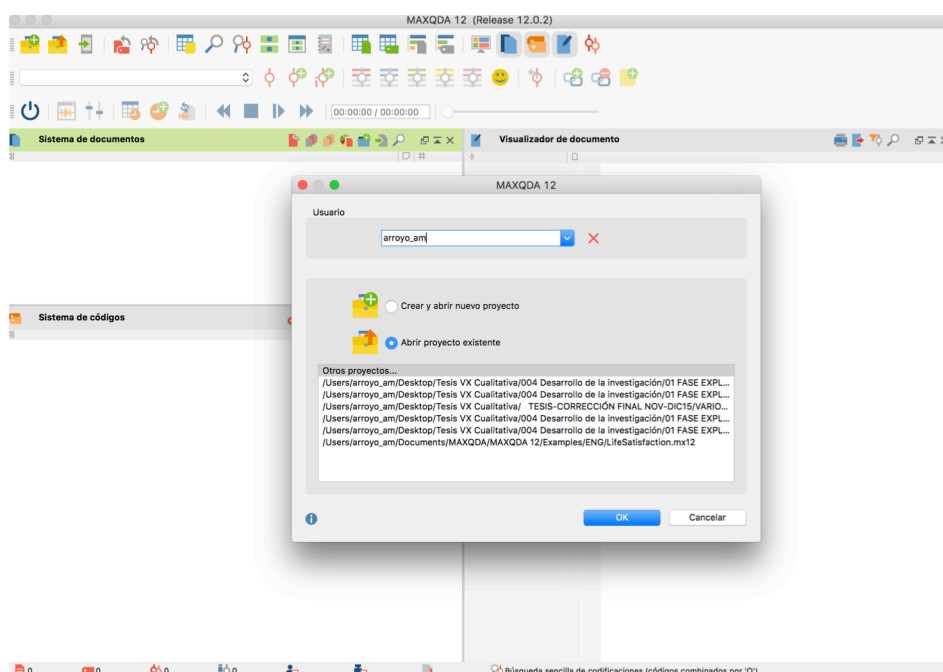 MAXQDA 12 (Release 12.0.2)
00:00:00 / 00:00:00
Sistema de documentos
Visualizador de documento
#
MAXQDA 12
Usuario
arroyo_am
Crear y abrir nuevo proyecto
Sistema de códigos
Abrir proyecto existente
Otros proyectos...
/Users/arroyo_am/Desktop/Tesis VX Cualitativa/004 Desarrollo de la investigación/01 FASE EXPL...
/Users/arroyo_am/Desktop/Tesis VX Cualitativa/004 Desarrollo de la investigación/01 FASE EXPL...
/Users/arroyo_am/Desktop/Tesis VX Cualitativa/ TESIS-CORRECCIÓN FINAL NOV-DIC15/VARIO...
/Users/arroyo_am/Desktop/Tesis VX Cualitativa/004 Desarrollo de la investigación/01 FASE EXPL...
/Users/arroyo_am/Desktop/Tesis VX Cualitativa/004 Desarrollo de la investigación/01 FASE EXPL...
/Users/arroyo_am/Documents/MAXQDA/MAXQDA 12/Examples/ENG/LifeSatisfaction.mx12
OK Cancelar
0 0 0 0 Búsqueda sencilla de codificaciones (códigos combinados por 'O')